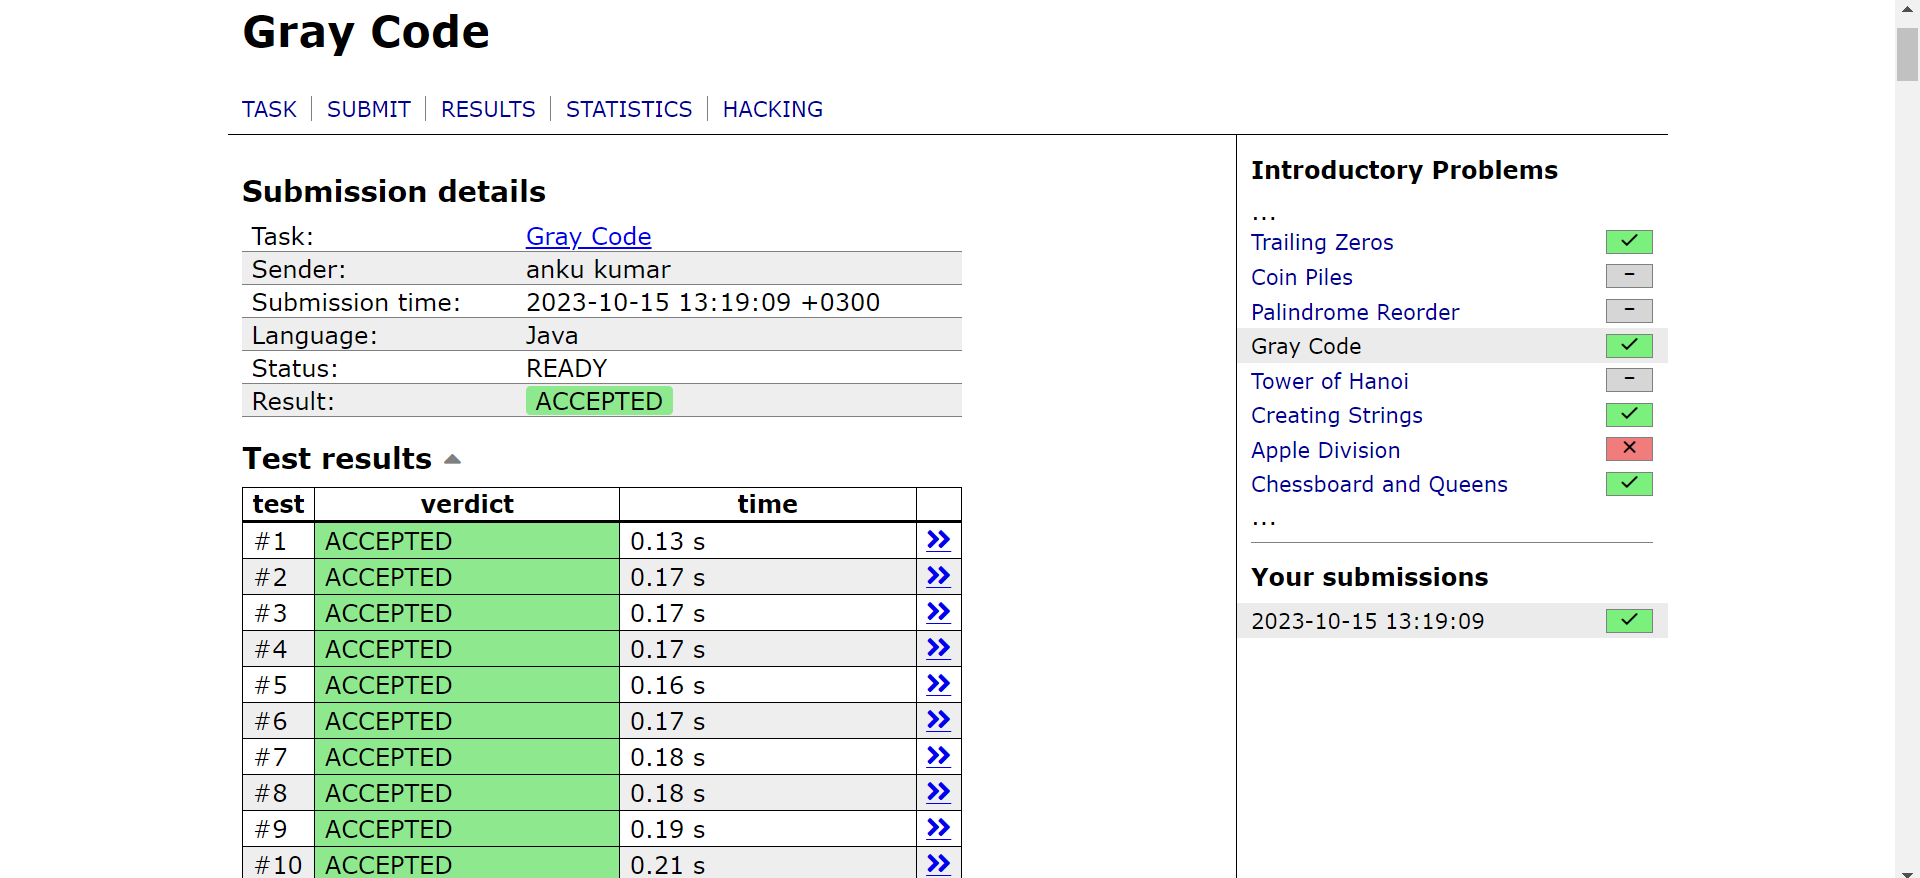 Gray Code
TASK SUBMIT RESULTS STATISTICS HACKING
Submission details
Task: Gray Code
Sender: anku kumar
Submission time: 2023-10-15 13:19:09 +0300
Language: Java
Status: READY
Result: ACCEPTED
Test results
test verdict time
#1 ACCEPTED 0.13 s
#2 ACCEPTED 0.17 s
#3 ACCEPTED 0.17 s
#4 ACCEPTED 0.17 s
#5 ACCEPTED 0.16 s
#6 ACCEPTED 0.17 s
#7 ACCEPTED 0.18 s
#8 ACCEPTED 0.18 s
#9 ACCEPTED 0.19 s
#10 ACCEPTED 0.21 s
Introductory Problems
...
Trailing Zeros
Coin Piles –
Palindrome Reorder –
Gray Code
Tower of Hanoi –
Creating Strings
Apple Division
Chessboard and Queens
...
Your submissions
2023-10-15 13:19:09